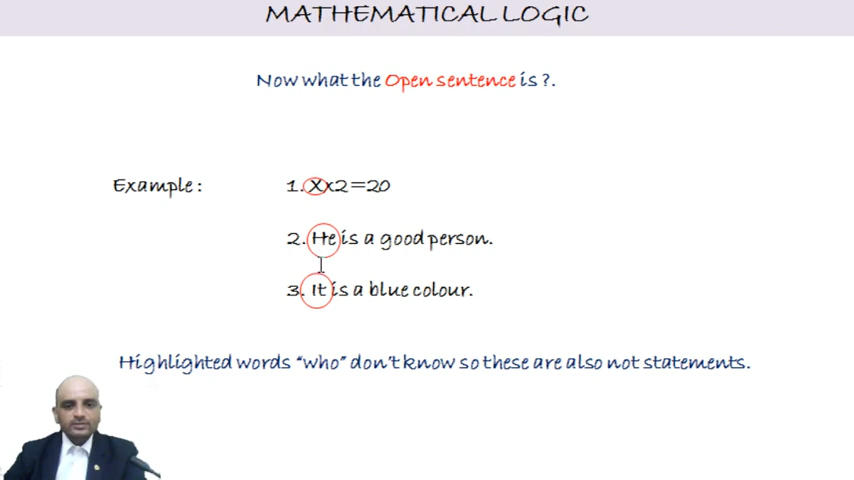 MATHEMATICAL LOGIC
Now what the Open sentence is ?.
Example : 1. Xx2=20
2. He is a good person.
3. It is a blue colour.
Highlighted words "who" don't know so these are also not statements.